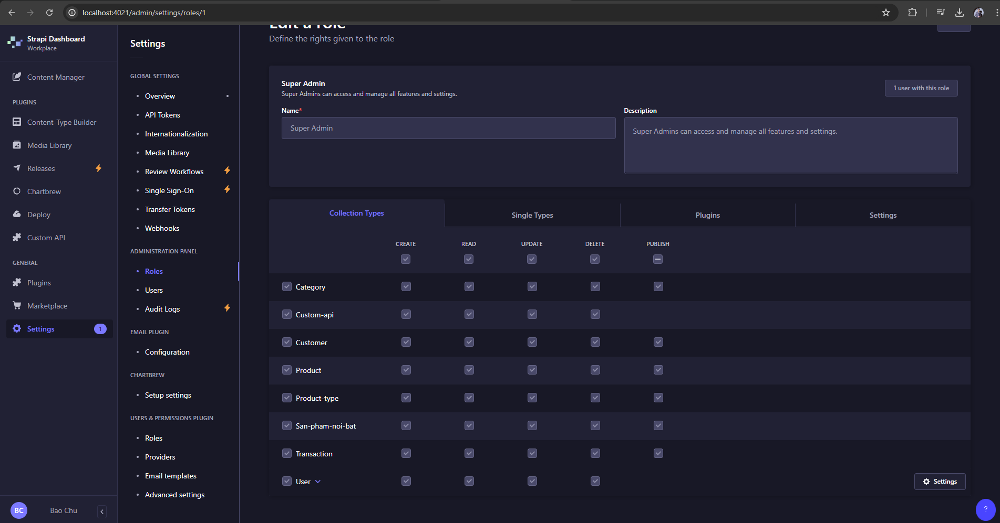 localhost:4021/admin/settings/roles/1
Strapi Dashboard
Workplace
Content Manager
PLUGINS
Content-Type Builder
Media Library
Releases
Chartbrew
Deploy
Custom API
GENERAL
Plugins
Marketplace
Settings 1
BC Bao Chu
Settings
GLOBAL SETTINGS
Overview
API Tokens
Internationalization
Media Library
Review Workflows
Single Sign-On
Transfer Tokens
Webhooks
ADMINISTRATION PANEL
Roles
Users
Audit Logs
EMAIL PLUGIN
Configuration
CHARTBREW
Setup settings
USERS & PERMISSIONS PLUGIN
Roles
Providers
Email templates
Advanced settings
Edit a role
Define the rights given to the role
Super Admin
Super Admins can access and manage all features and settings.
1 user with this role
Name*
Super Admin
Description
Super Admins can access and manage all features and settings.
Collection Types Single Types Plugins Settings
CREATE READ UPDATE DELETE PUBLISH
Category
Custom-api
Customer
Product
Product-type
San-pham-noi-bat
Transaction
User
Settings
?